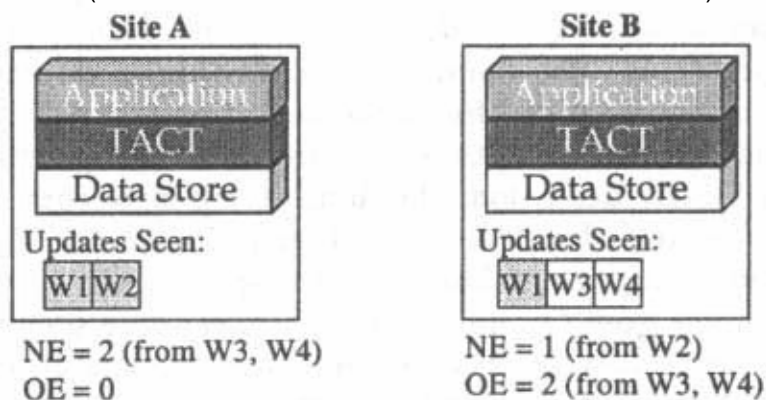 Site A
Application
TACT
Data Store
Updates Seen:
W1 W2
NE = 2 (from W3, W4)
OE = 0
Site B
Application
TACT
Data Store
Updates Seen:
W1 W3 W4
NE = 1 (from W2)
OE = 2 (from W3, W4)